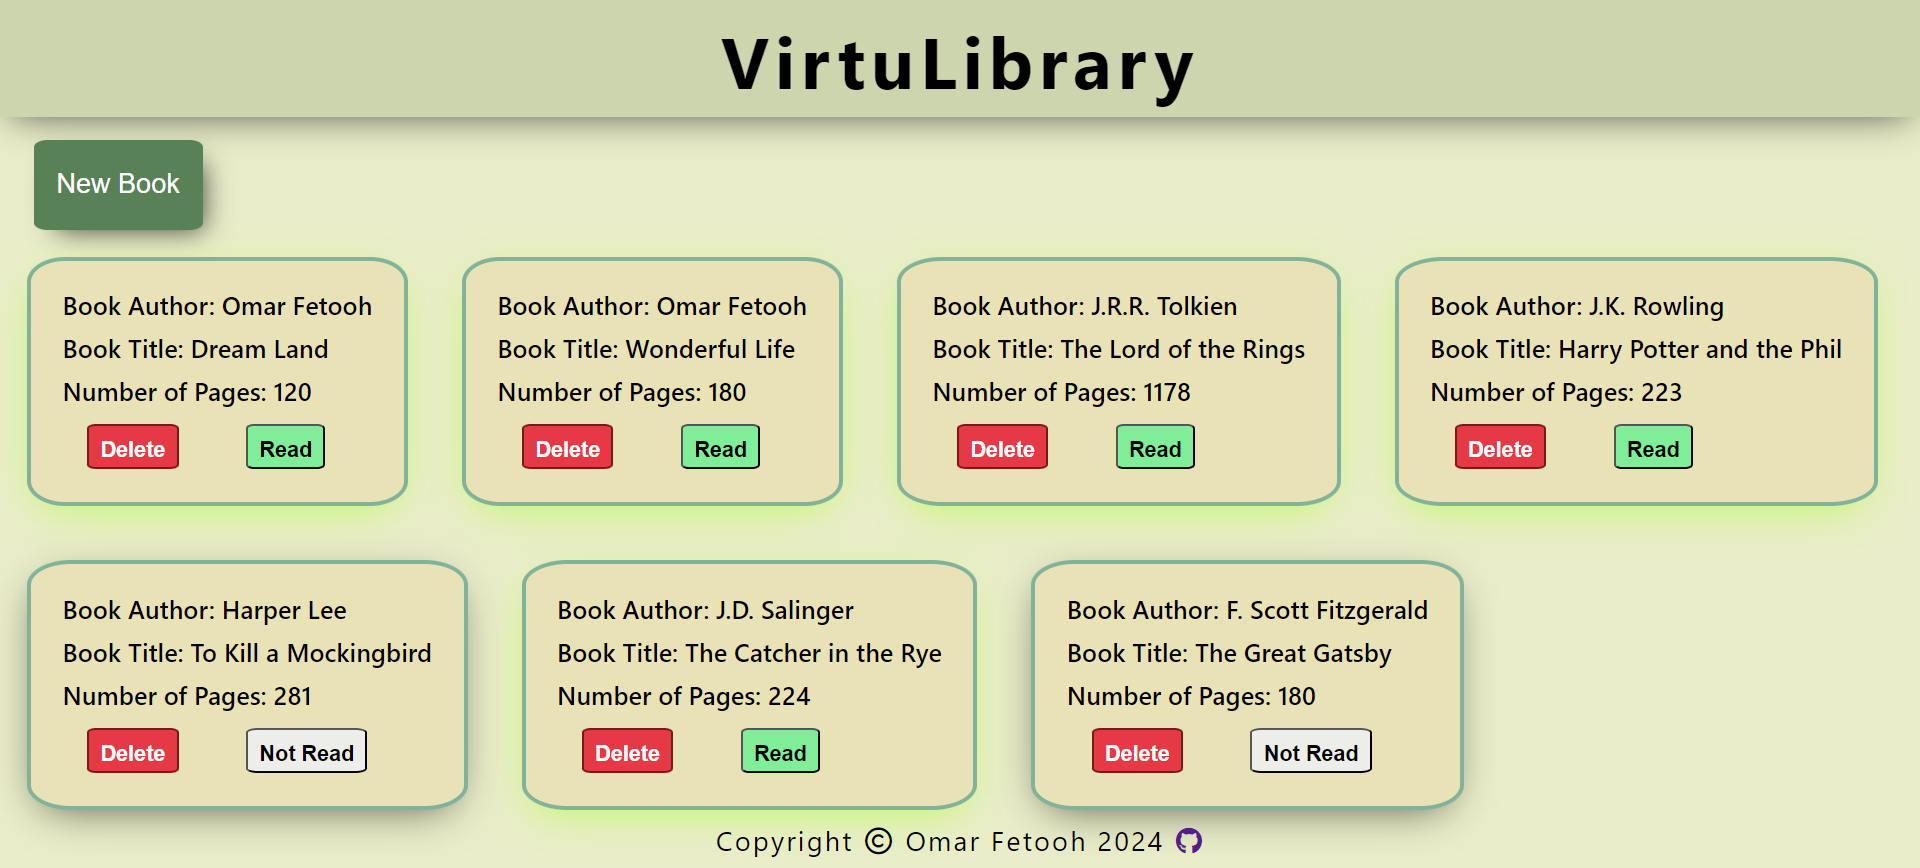 VirtuLibrary
New Book
Book Author: Omar Fetooh
Book Title: Dream Land
Number of Pages: 120
Delete
Read
Book Author: Omar Fetooh
Book Title: Wonderful Life
Number of Pages: 180
Delete
Read
Book Author: J.R.R. Tolkien
Book Title: The Lord of the Rings
Number of Pages: 1178
Delete
Read
Book Author: J.K. Rowling
Book Title: Harry Potter and the Phil
Number of Pages: 223
Delete
Read
Book Author: Harper Lee
Book Title: To Kill a Mockingbird
Number of Pages: 281
Delete
Not Read
Book Author: J.D. Salinger
Book Title: The Catcher in the Rye
Number of Pages: 224
Delete
Read
Book Author: F. Scott Fitzgerald
Book Title: The Great Gatsby
Number of Pages: 180
Delete
Not Read
Copyright © Omar Fetooh 2024